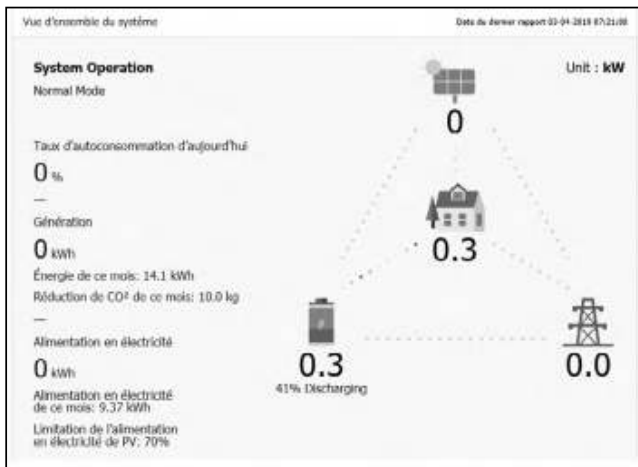 Vue d'ensemble du système
Date du dernier rapport 03-04-2019 07:21:08
System Operation
Normal Mode
Unit : kW
0
Taux d'autoconsommation d'aujourd'hui
0 %
Génération
0 kWh
Énergie de ce mois: 14.1 kWh
Réduction de CO² de ce mois: 10.0 kg
0.3
Alimentation en électricité
0 kWh
Alimentation en électricité
de ce mois: 9.37 kWh
Limitation de l'alimentation
en électricité de PV: 70%
0.3
41% Discharging
0.0